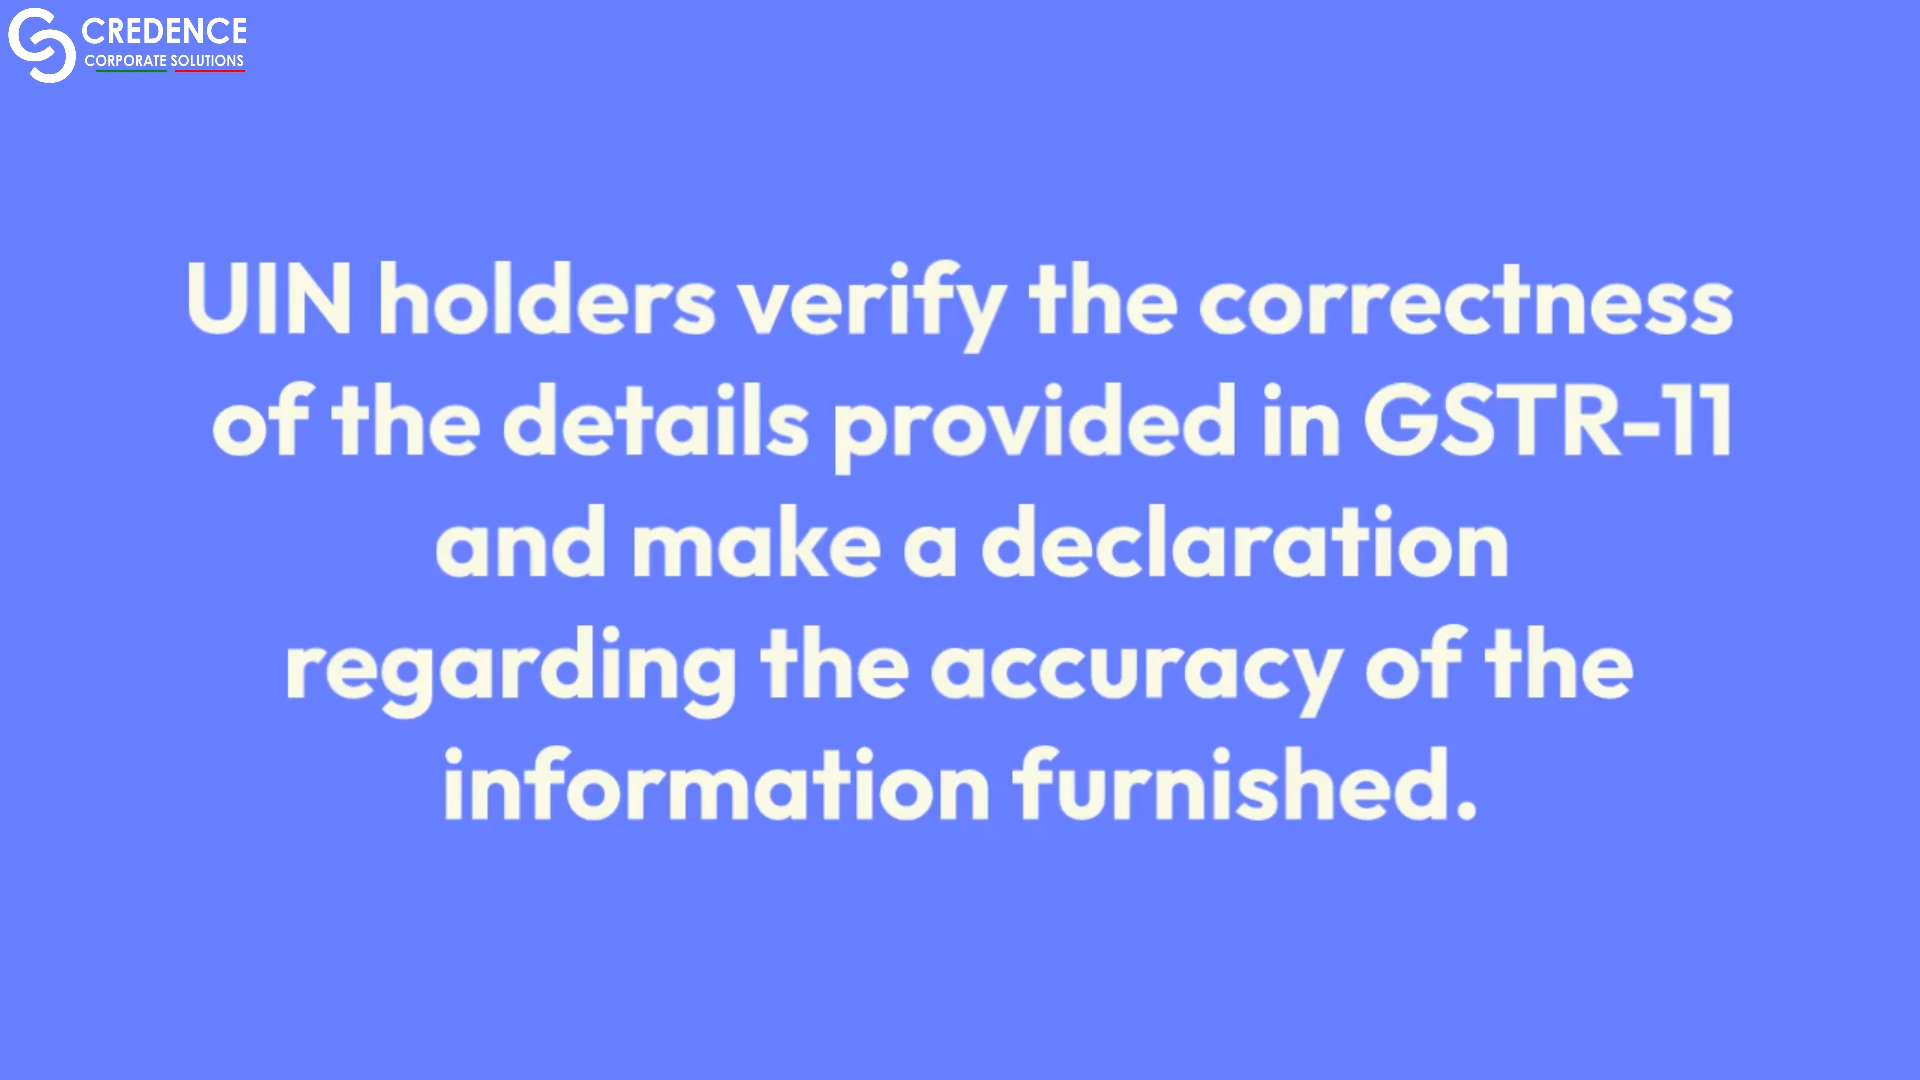 CREDENCE
CORPORATE SOLUTIONS
UIN holders verify the correctness
of the details provided in GSTR-11
and make a declaration
regarding the accuracy of the
information furnished.